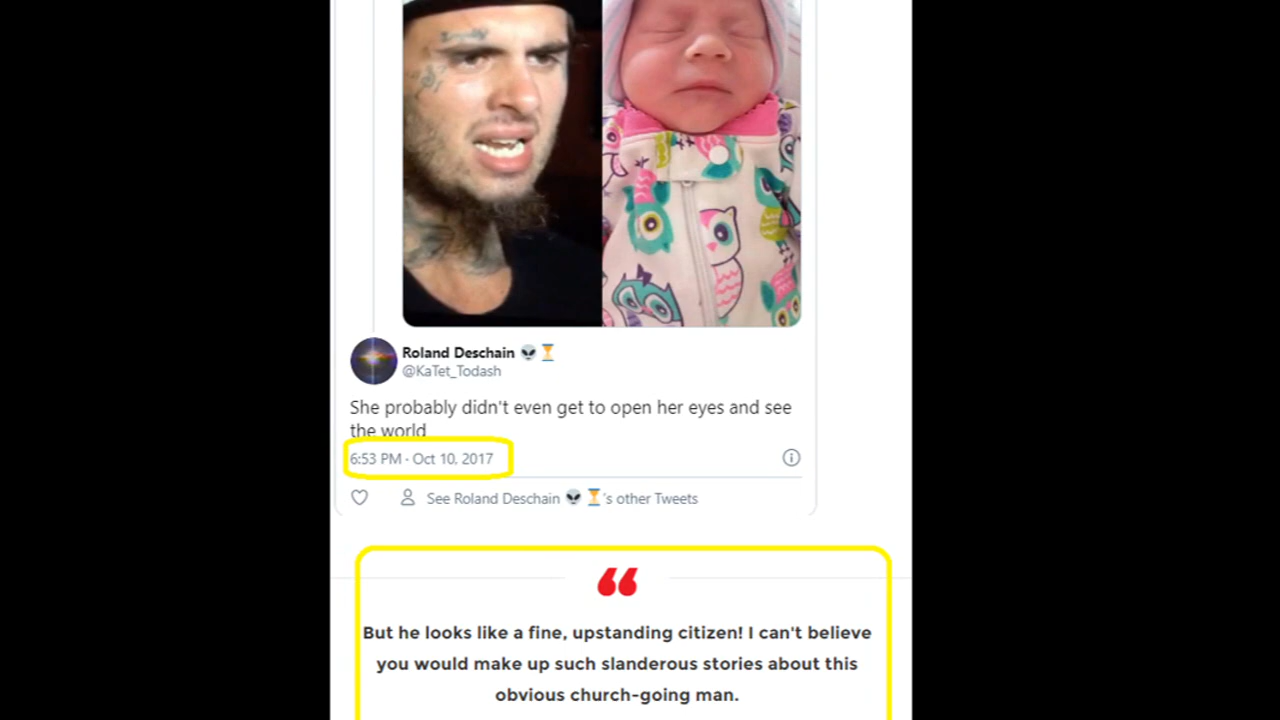 Roland Deschain 👽⏳
@KaTet_Todash
She probably didn't even get to open her eyes and see
the world
6:53 PM · Oct 10, 2017
See Roland Deschain 👽⏳'s other Tweets
“
But he looks like a fine, upstanding citizen! I can't believe
you would make up such slanderous stories about this
obvious church-going man.